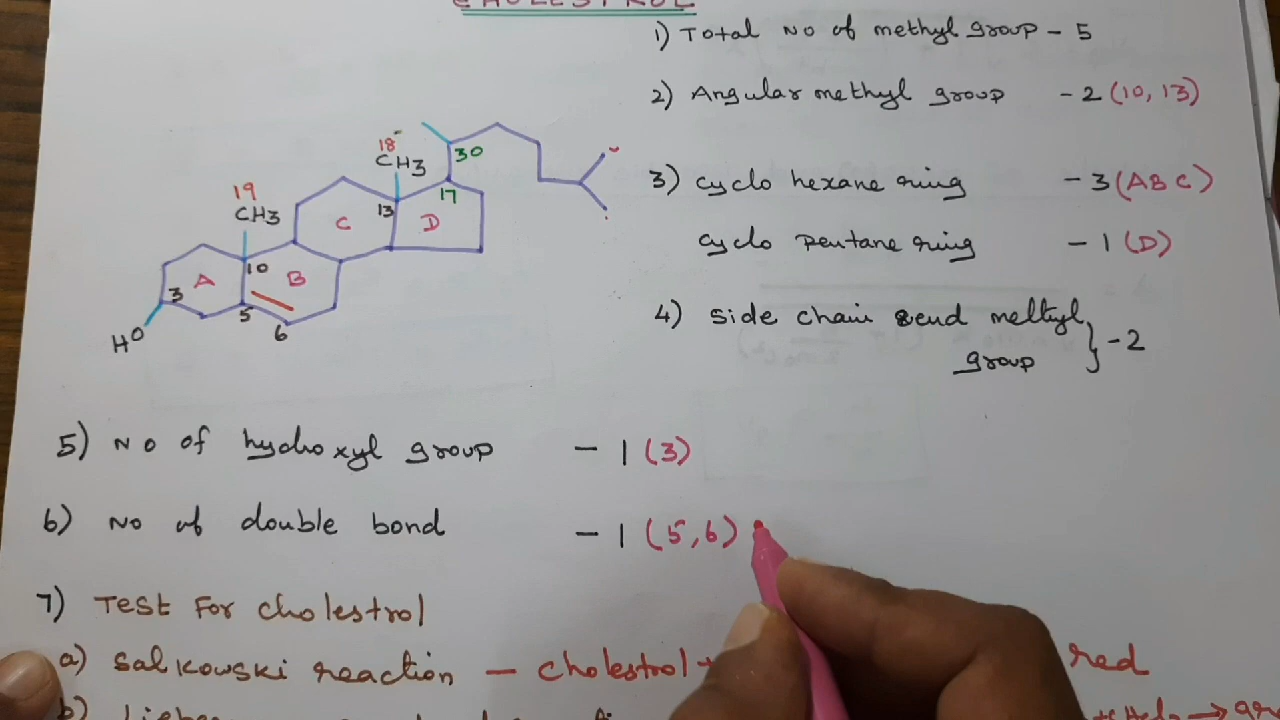 CHOLESTROL
1) Total No of methyl group - 5
2) Angular methyl group - 2 (10, 13)
3) cyclo hexane ring - 3 (ABC)
cyclo pentane ring - 1 (D)
4) side chain end methyl
group } - 2
18
CH3
30
19
CH3
17
13
C
D
10
A
B
3
5
6
HO
5) No of hydroxyl group - 1 (3)
6) No of double bond - 1 (5,6)
7) Test For cholestrol
a) Salkowski reaction - cholestrol + red
b)